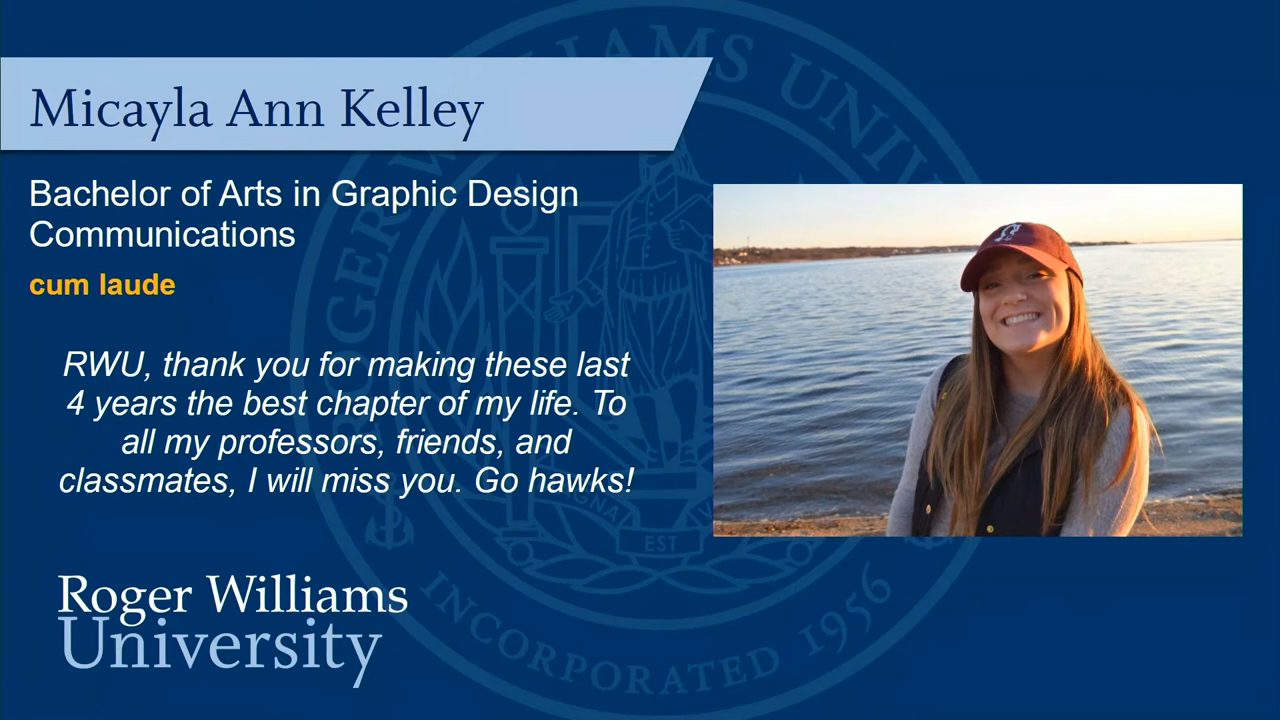 Micayla Ann Kelley
Bachelor of Arts in Graphic Design
Communications
cum laude
RWU, thank you for making these last
4 years the best chapter of my life. To
all my professors, friends, and
classmates, I will miss you. Go hawks!
Roger Williams
University
EST
INCORPORATED 1956